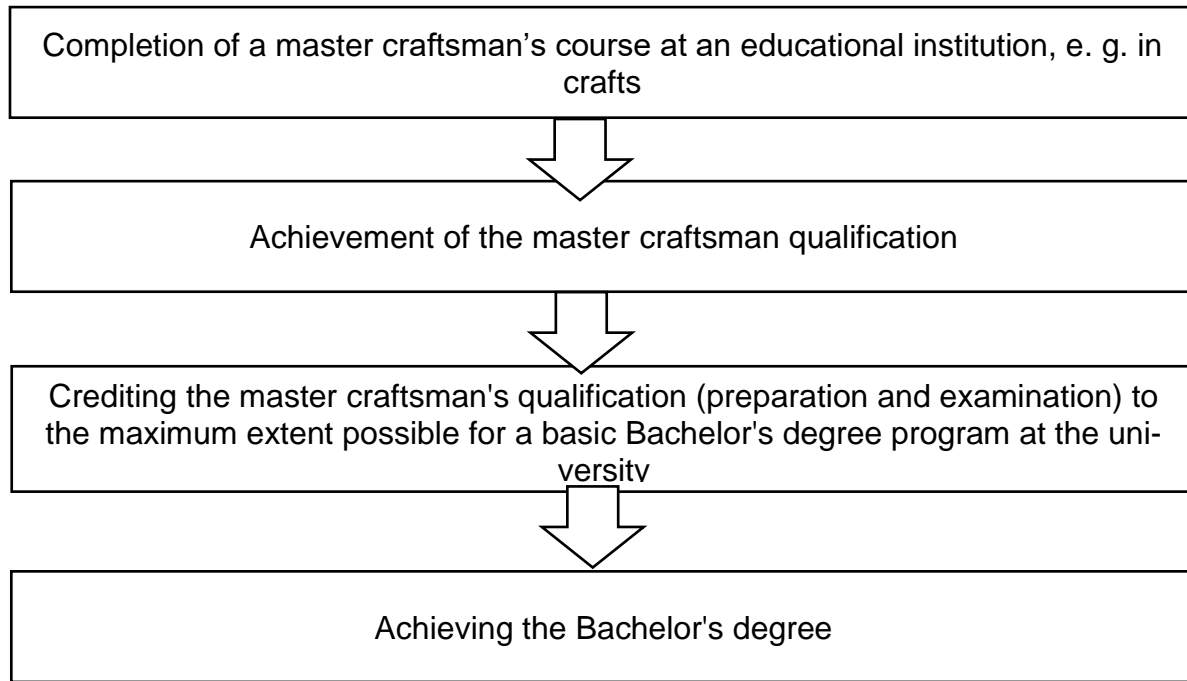 Completion of a master craftsman’s course at an educational institution, e. g. in
crafts
Achievement of the master craftsman qualification
Crediting the master craftsman's qualification (preparation and examination) to
the maximum extent possible for a basic Bachelor's degree program at the uni-
versity
Achieving the Bachelor's degree